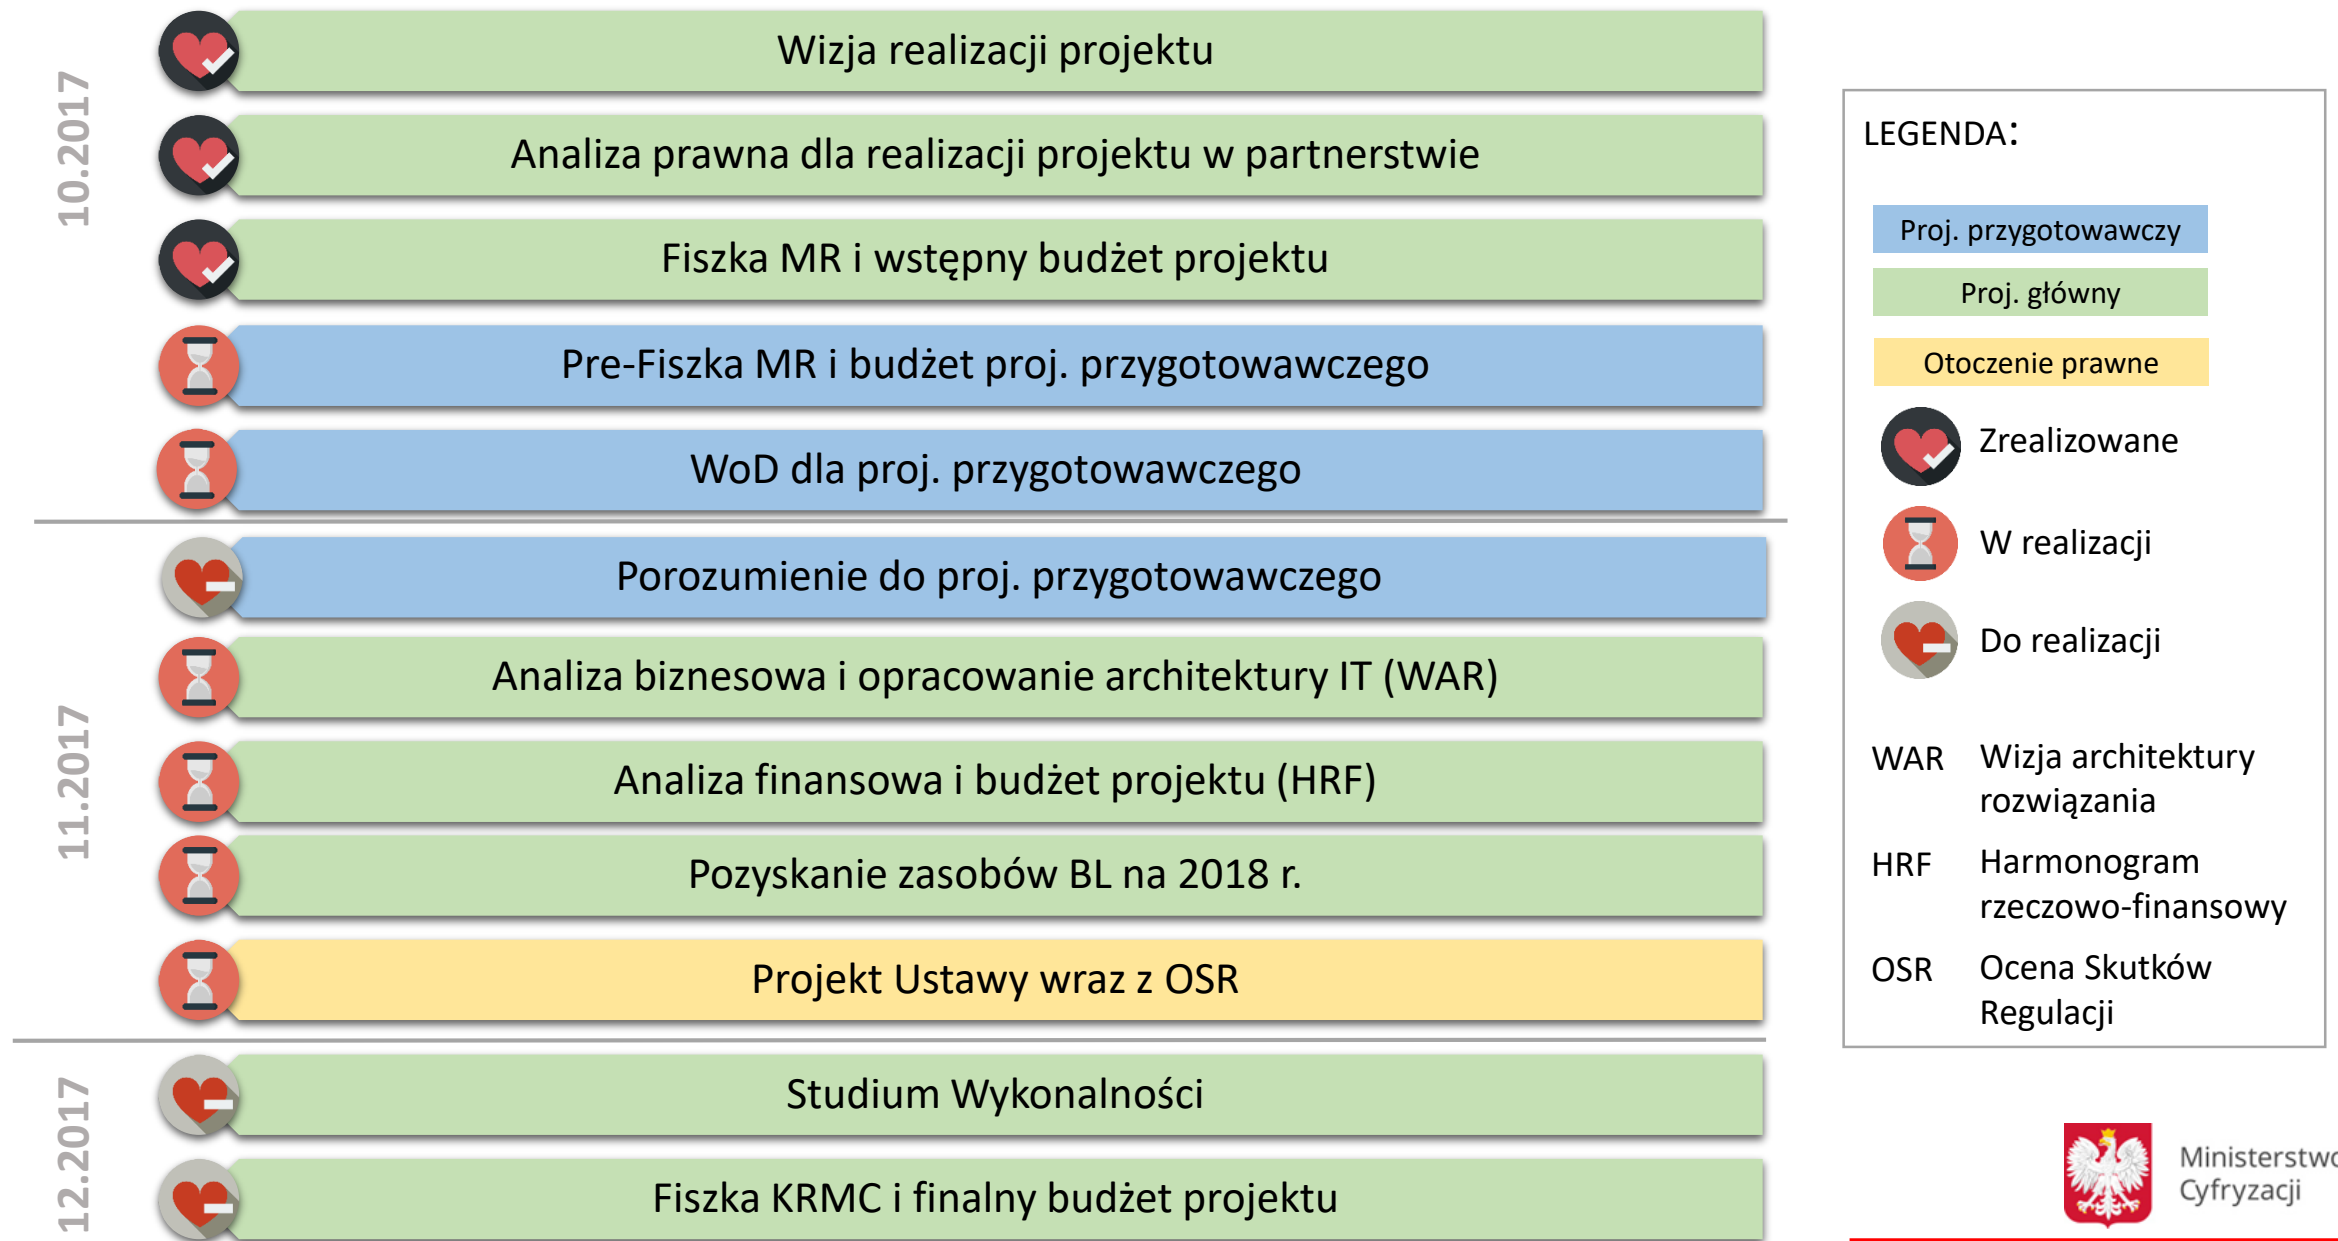 10.2017
Wizja realizacji projektu
Analiza prawna dla realizacji projektu w partnerstwie
Fiszka MR i wstępny budżet projektu
Pre-Fiszka MR i budżet proj. przygotowawczego
WoD dla proj. przygotowawczego
11.2017
Porozumienie do proj. przygotowawczego
Analiza biznesowa i opracowanie architektury IT (WAR)
Analiza finansowa i budżet projektu (HRF)
Pozyskanie zasobów BL na 2018 r.
Projekt Ustawy wraz z OSR
12.2017
Studium Wykonalności
Fiszka KRMC i finalny budżet projektu
LEGENDA:
Proj. przygotowawczy
Proj. główny
Otoczenie prawne
Zrealizowane
W realizacji
Do realizacji
WAR Wizja architektury
rozwiązania
HRF Harmonogram
rzeczowo-finansowy
OSR Ocena Skutków
Regulacji
Ministerstwo
Cyfryzacji